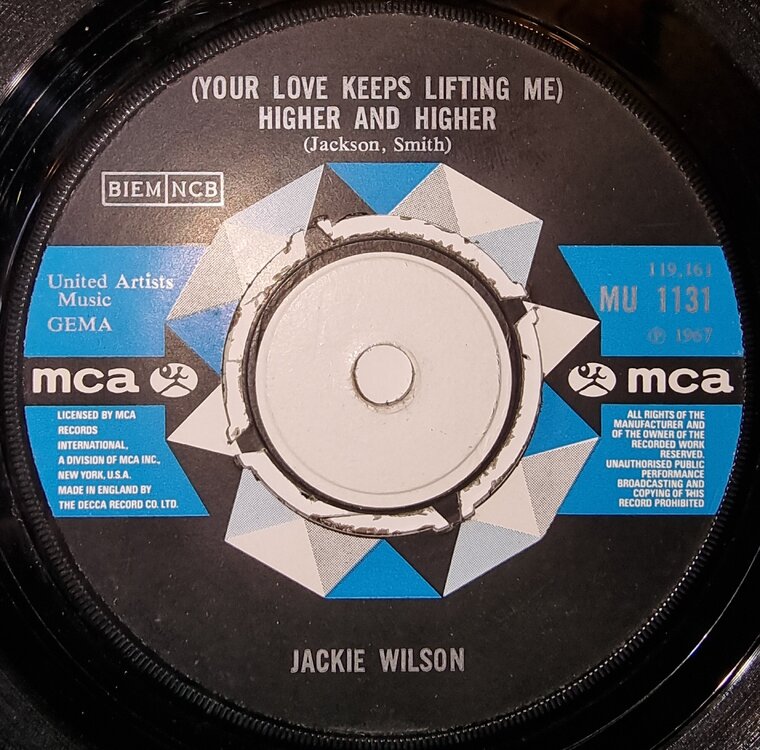 (YOUR LOVE KEEPS LIFTING ME)
HIGHER AND HIGHER
(Jackson, Smith)
BIEM NCB
United Artists
Music
GEMA
119,161
MU 1131
℗ 1967
mca
mca
LICENSED BY MCA
RECORDS
INTERNATIONAL,
A DIVISION OF MCA INC.,
NEW YORK, U.S.A.
MADE IN ENGLAND BY
THE DECCA RECORD CO. LTD.
ALL RIGHTS OF THE
MANUFACTURER AND
OF THE OWNER OF THE
RECORDED WORK
RESERVED.
UNAUTHORISED PUBLIC
PERFORMANCE
BROADCASTING AND
COPYING OF THIS
RECORD PROHIBITED
JACKIE WILSON